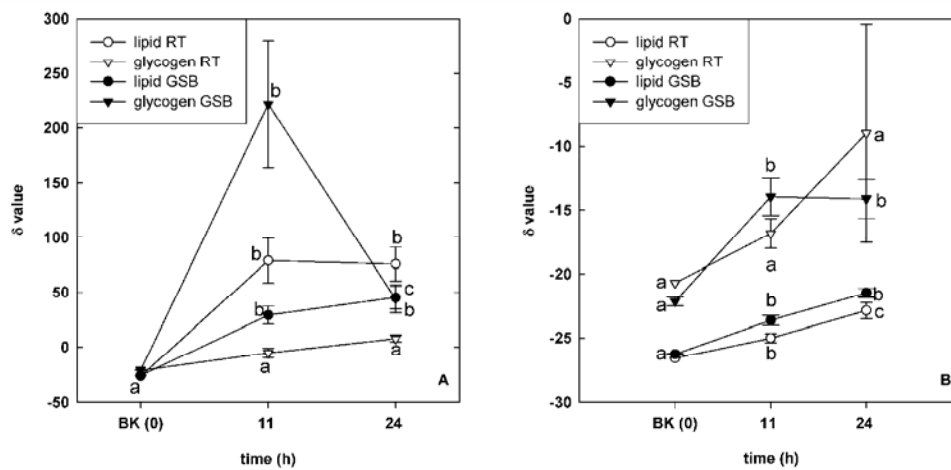 300
250
200
150
100
50
0
-50
δ value
lipid RT
glycogen RT
lipid GSB
glycogen GSB
b
b
b
b
c
b
a
a
a
A
BK (0)
11
24
time (h)
0
-5
-10
-15
-20
-25
-30
δ value
lipid RT
glycogen RT
lipid GSB
glycogen GSB
a
b
b
a
a
a
b
b
c
a
b
B
BK (0)
11
24
time (h)